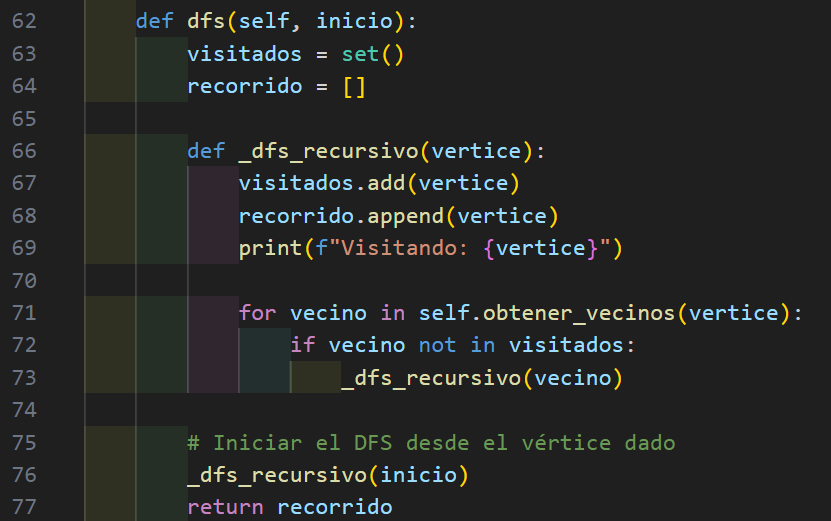 62 def dfs(self, inicio):
63 visitados = set()
64 recorrido = []
65
66 def _dfs_recursivo(vertice):
67 visitados.add(vertice)
68 recorrido.append(vertice)
69 print(f"Visitando: {vertice}")
70
71 for vecino in self.obtener_vecinos(vertice):
72 if vecino not in visitados:
73 _dfs_recursivo(vecino)
74
75 # Iniciar el DFS desde el vértice dado
76 _dfs_recursivo(inicio)
77 return recorrido